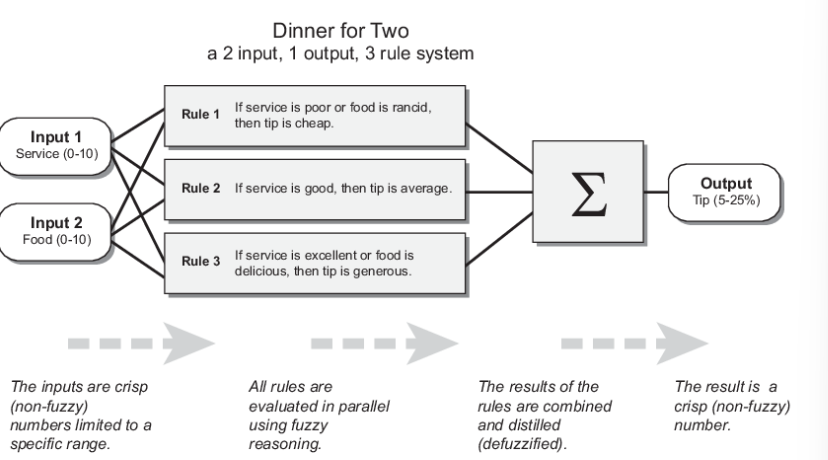 Dinner for Two
a 2 input, 1 output, 3 rule system
Input 1
Service (0-10)
Input 2
Food (0-10)
Rule 1 If service is poor or food is rancid,
then tip is cheap.
Rule 2 If service is good, then tip is average.
Rule 3 If service is excellent or food is
delicious, then tip is generous.
Σ
Output
Tip (5-25%)
The inputs are crisp
(non-fuzzy)
numbers limited to a
specific range.
All rules are
evaluated in parallel
using fuzzy
reasoning.
The results of the
rules are combined
and distilled
(defuzzified).
The result is a
crisp (non-fuzzy)
number.